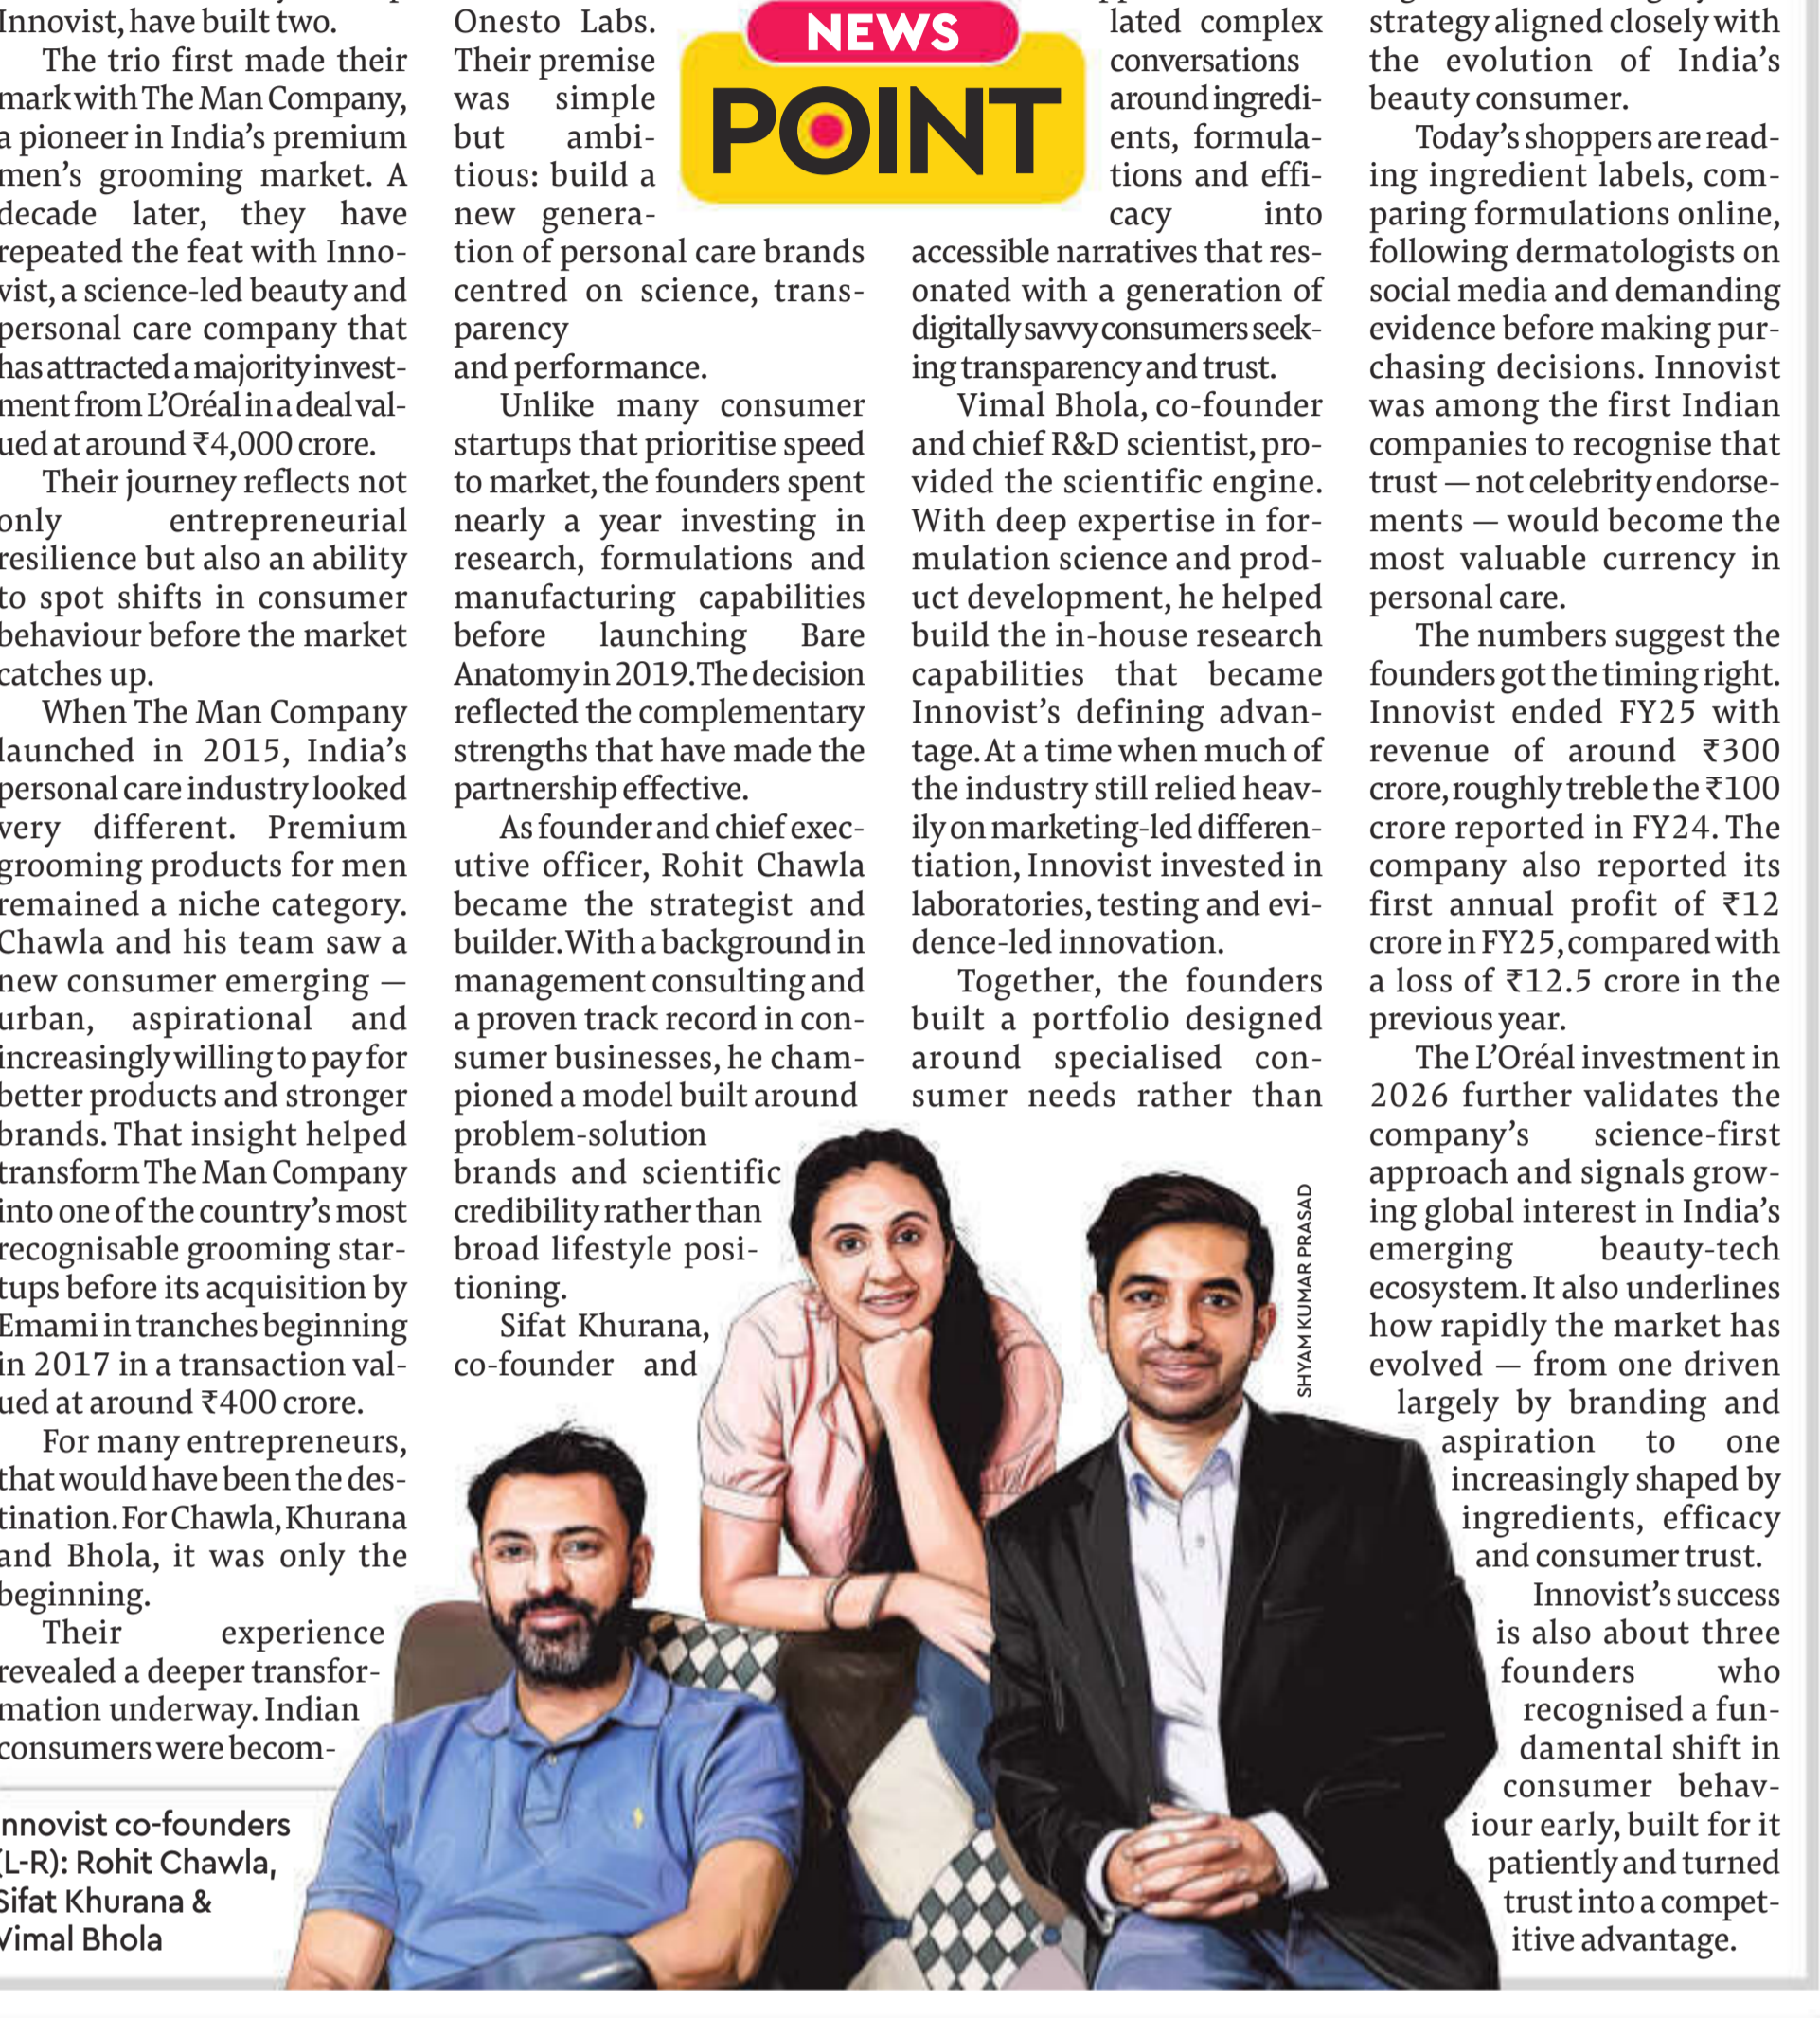 Innovist, have built two.
The trio first made their
mark with The Man Company,
a pioneer in India's premium
men's grooming market. A
decade later, they have
repeated the feat with Inno-
vist, a science-led beauty and
personal care company that
has attracted a majority invest-
ment from L'Oréal in a deal val-
ued at around ₹4,000 crore.
Their journey reflects not
only entrepreneurial
resilience but also an ability
to spot shifts in consumer
behaviour before the market
catches up.
When The Man Company
launched in 2015, India's
personal care industry looked
very different. Premium
grooming products for men
remained a niche category.
Chawla and his team saw a
new consumer emerging —
urban, aspirational and
increasingly willing to pay for
better products and stronger
brands. That insight helped
transform The Man Company
into one of the country's most
recognisable grooming star-
tups before its acquisition by
Emami in tranches beginning
in 2017 in a transaction val-
ued at around ₹400 crore.
For many entrepreneurs,
that would have been the des-
tination. For Chawla, Khurana
and Bhola, it was only the
beginning.
Their experience
revealed a deeper transfor-
mation underway. Indian
consumers were becom-
nnovist co-founders
(L-R): Rohit Chawla,
Sifat Khurana &
Vimal Bhola
Onesto Labs.
Their premise
was simple
but ambi-
tious: build a
new genera-
tion of personal care brands
centred on science, trans-
parency
and performance.
Unlike many consumer
startups that prioritise speed
to market, the founders spent
nearly a year investing in
research, formulations and
manufacturing capabilities
before launching Bare
Anatomy in 2019. The decision
reflected the complementary
strengths that have made the
partnership effective.
As founder and chief exec-
utive officer, Rohit Chawla
became the strategist and
builder. With a background in
management consulting and
a proven track record in con-
sumer businesses, he cham-
pioned a model built around
problem-solution
brands and scientific
credibility rather than
broad lifestyle posi-
tioning.
Sifat Khurana,
co-founder and
NEWS
POINT
lated complex
conversations
around ingredi-
ents, formula-
tions and effi-
cacy into
accessible narratives that res-
onated with a generation of
digitally savvy consumers seek-
ing transparency and trust.
Vimal Bhola, co-founder
and chief R&D scientist, pro-
vided the scientific engine.
With deep expertise in for-
mulation science and prod-
uct development, he helped
build the in-house research
capabilities that became
Innovist's defining advan-
tage. At a time when much of
the industry still relied heav-
ily on marketing-led differen-
tiation, Innovist invested in
laboratories, testing and evi-
dence-led innovation.
Together, the founders
built a portfolio designed
around specialised con-
sumer needs rather than
SHYAM KUMAR PRASAD
strategy aligned closely with
the evolution of India's
beauty consumer.
Today's shoppers are read-
ing ingredient labels, com-
paring formulations online,
following dermatologists on
social media and demanding
evidence before making pur-
chasing decisions. Innovist
was among the first Indian
companies to recognise that
trust — not celebrity endorse-
ments — would become the
most valuable currency in
personal care.
The numbers suggest the
founders got the timing right.
Innovist ended FY25 with
revenue of around ₹300
crore, roughly treble the ₹100
crore reported in FY24. The
company also reported its
first annual profit of ₹12
crore in FY25, compared with
a loss of ₹12.5 crore in the
previous year.
The L'Oréal investment in
2026 further validates the
company's science-first
approach and signals grow-
ing global interest in India's
emerging beauty-tech
ecosystem. It also underlines
how rapidly the market has
evolved — from one driven
largely by branding and
aspiration to one
increasingly shaped by
ingredients, efficacy
and consumer trust.
Innovist's success
is also about three
founders who
recognised a fun-
damental shift in
consumer behav-
iour early, built for it
patiently and turned
trust into a compet-
itive advantage.